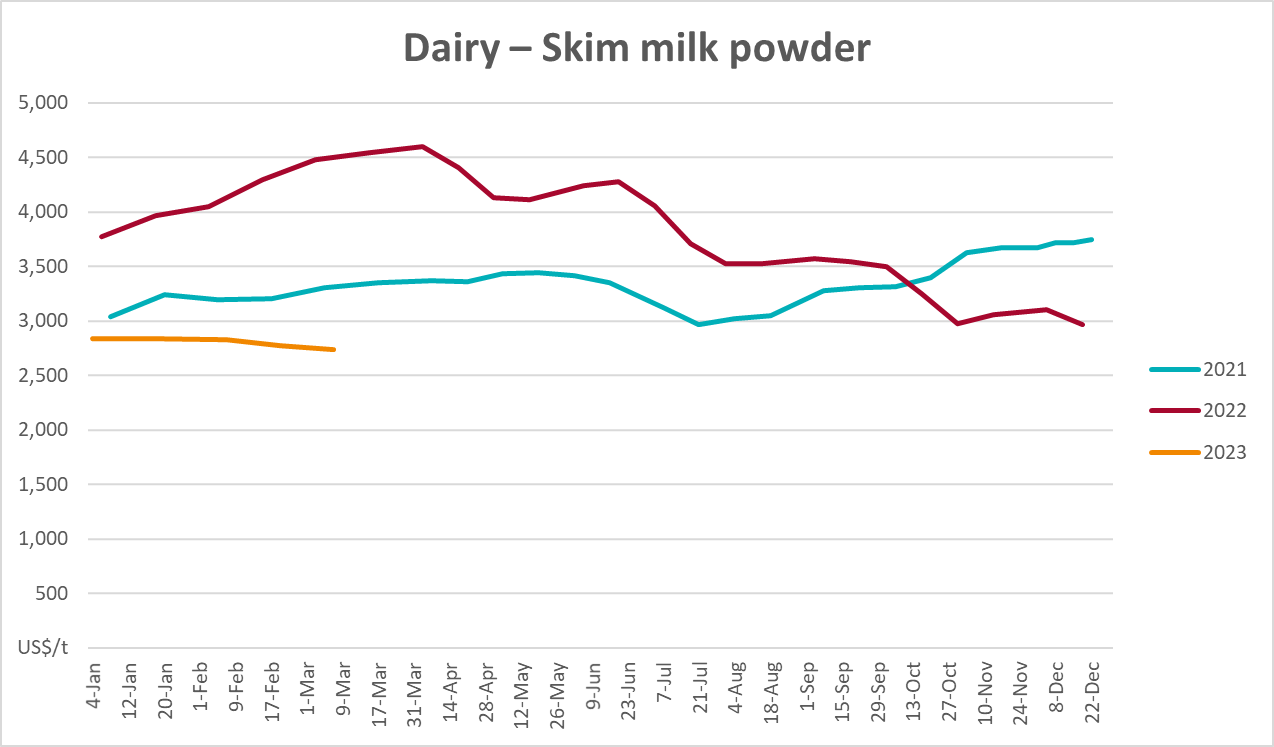 Dairy – Skim milk powder
5,000
4,500
4,000
3,500
3,000
2,500
2,000
1,500
1,000
500
US$/t
4-Jan
12-Jan
20-Jan
1-Feb
9-Feb
17-Feb
1-Mar
9-Mar
17-Mar
31-Mar
14-Apr
28-Apr
12-May
26-May
9-Jun
23-Jun
7-Jul
21-Jul
4-Aug
18-Aug
1-Sep
15-Sep
29-Sep
13-Oct
27-Oct
10-Nov
24-Nov
8-Dec
22-Dec
2021
2022
2023